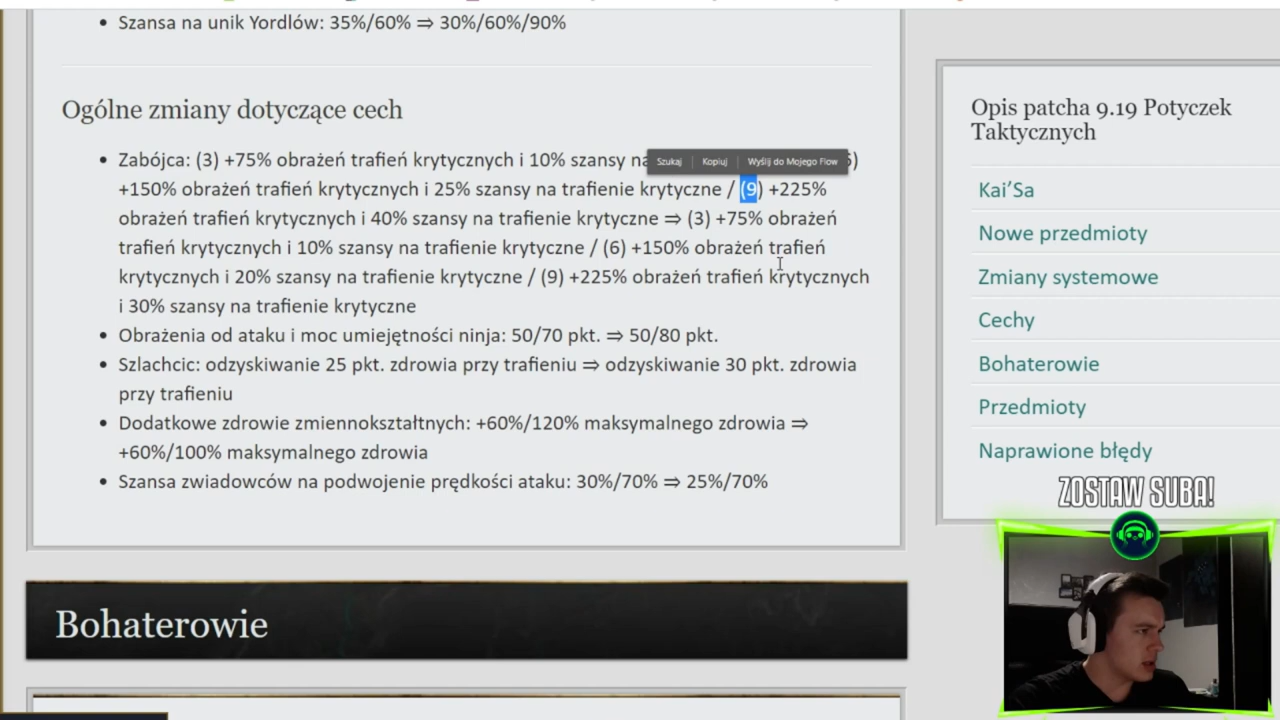 Szansa na unik Yordlów: 35%/60% ⇒ 30%/60%/90%
Ogólne zmiany dotyczące cech
Zabójca: (3) +75% obrażeń trafień krytycznych i 10% szansy
+150% obrażeń trafień krytycznych i 25% szansy na trafienie krytyczne / (9) +225%
obrażeń trafień krytycznych i 40% szansy na trafienie krytyczne ⇒ (3) +75% obrażeń
trafień krytycznych i 10% szansy na trafienie krytyczne / (6) +150% obrażeń trafień
krytycznych i 20% szansy na trafienie krytyczne / (9) +225% obrażeń trafień krytycznych
i 30% szansy na trafienie krytyczne
Szukaj Kopiuj Wyślij do Mojego Flow
Obrażenia od ataku i moc umiejętności ninja: 50/70 pkt. ⇒ 50/80 pkt.
Szlachcic: odzyskiwanie 25 pkt. zdrowia przy trafieniu ⇒ odzyskiwanie 30 pkt. zdrowia
przy trafieniu
Dodatkowe zdrowie zmiennokształtnych: +60%/120% maksymalnego zdrowia ⇒
+60%/100% maksymalnego zdrowia
Szansa zwiadowców na podwojenie prędkości ataku: 30%/70% ⇒ 25%/70%
Bohaterowie
Opis patcha 9.19 Potyczek
Taktycznych
Kai'Sa
Nowe przedmioty
Zmiany systemowe
Cechy
Bohaterowie
Przedmioty
Naprawione błędy
ZOSTAW SUBA!